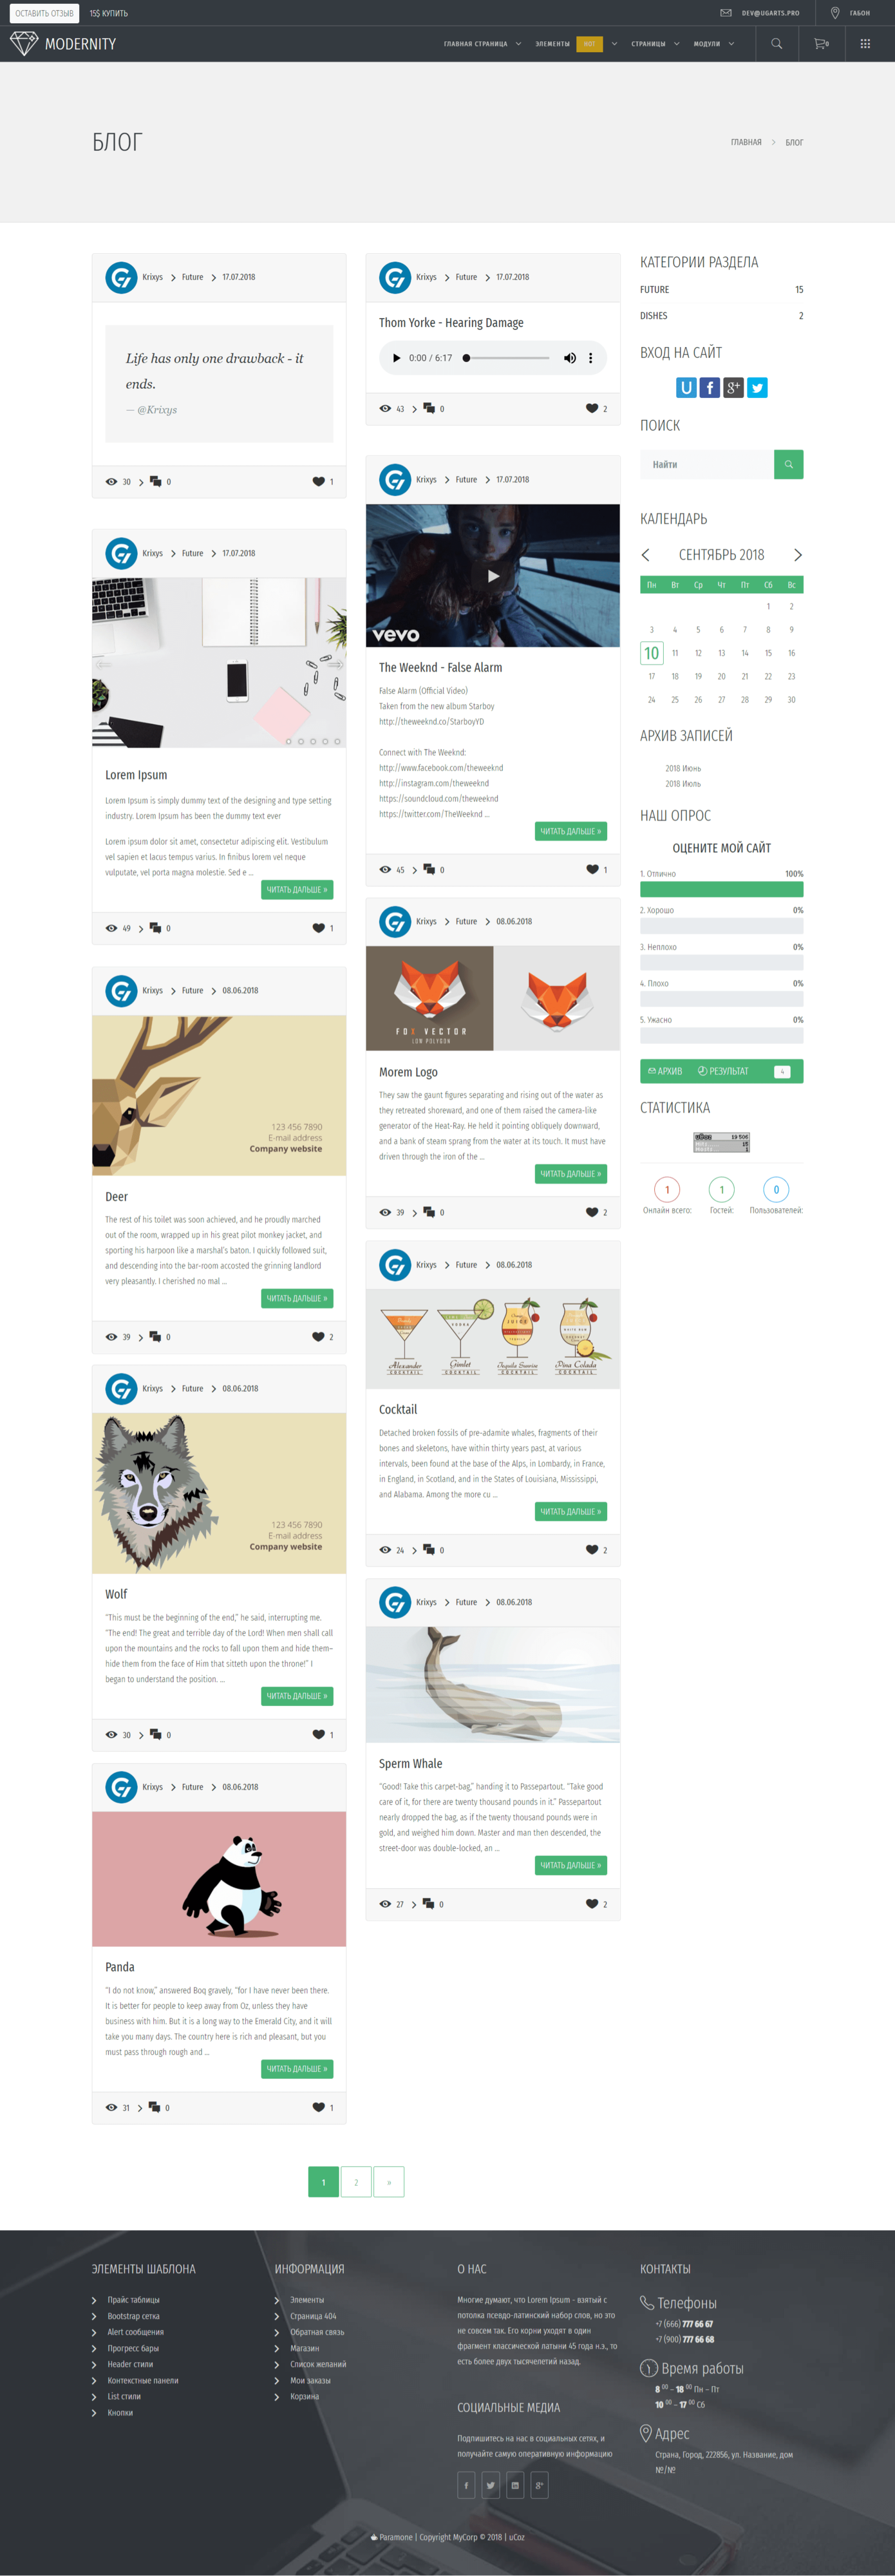 ОСТАВИТЬ ОТЗЫВ 15$ КУПИТЬ DEV@UGARTS.PRO ГАБОН
MODERNITY ГЛАВНАЯ СТРАНИЦА ЭЛЕМЕНТЫ HOT СТРАНИЦЫ МОДУЛИ 0
БЛОГ
ГЛАВНАЯ > БЛОГ
Krixys > Future > 17.07.2018
Life has only one drawback - it
ends.
— @Krixys
30 > 0 1
Krixys > Future > 17.07.2018
Lorem Ipsum
Lorem Ipsum is simply dummy text of the designing and type setting
industry. Lorem Ipsum has been the dummy text ever
Lorem ipsum dolor sit amet, consectetur adipiscing elit. Vestibulum
vel sapien et lacus tempus varius. In finibus lorem vel neque
vulputate, vel porta magna molestie. Sed e ...
ЧИТАТЬ ДАЛЬШЕ »
49 > 0 1
Krixys > Future > 08.06.2018
123 456 7890
E-mail address
Company website
Deer
The rest of his toilet was soon achieved, and he proudly marched
out of the room, wrapped up in his great pilot monkey jacket, and
sporting his harpoon like a marshal's baton. I quickly followed suit,
and descending into the bar-room accosted the grinning landlord
very pleasantly. I cherished no mal ...
ЧИТАТЬ ДАЛЬШЕ »
39 > 0 2
Krixys > Future > 08.06.2018
123 456 7890
E-mail address
Company website
Wolf
"This must be the beginning of the end," he said, interrupting me.
"The end! The great and terrible day of the Lord! When men shall call
upon the mountains and the rocks to fall upon them and hide them–
hide them from the face of Him that sitteth upon the throne!" I
began to understand the position. ...
ЧИТАТЬ ДАЛЬШЕ »
30 > 0 1
Krixys > Future > 08.06.2018
Panda
"I do not know," answered Boq gravely, "for I have never been there.
It is better for people to keep away from Oz, unless they have
business with him. But it is a long way to the Emerald City, and it will
take you many days. The country here is rich and pleasant, but you
must pass through rough and ...
ЧИТАТЬ ДАЛЬШЕ »
31 > 0 1
Krixys > Future > 17.07.2018
Thom Yorke - Hearing Damage
0:00 / 6:17
43 > 0 2
Krixys > Future > 17.07.2018
vevo
The Weeknd - False Alarm
False Alarm (Official Video)
Taken from the new album Starboy
http://theweeknd.co/StarboyYD
Connect with The Weeknd:
http://www.facebook.com/theweeknd
http://instagram.com/theweeknd
https://soundcloud.com/theweeknd
https://twitter.com/TheWeeknd ...
ЧИТАТЬ ДАЛЬШЕ »
45 > 0 1
Krixys > Future > 08.06.2018
FOX VECTOR
LOW POLYGON
Morem Logo
They saw the gaunt figures separating and rising out of the water as
they retreated shoreward, and one of them raised the camera-like
generator of the Heat-Ray. He held it pointing obliquely downward,
and a bank of steam sprang from the water at its touch. It must have
driven through the iron of the ...
ЧИТАТЬ ДАЛЬШЕ »
39 > 0 2
Krixys > Future > 08.06.2018
Alexander Gimlet Tequila Sunrise Pina Colada
COCKTAIL COCKTAIL COCKTAIL COCKTAIL
Cocktail
Detached broken fossils of pre-adamite whales, fragments of their
bones and skeletons, have within thirty years past, at various
intervals, been found at the base of the Alps, in Lombardy, in France,
in England, in Scotland, and in the States of Louisiana, Mississippi,
and Alabama. Among the more cu ...
ЧИТАТЬ ДАЛЬШЕ »
24 > 0 2
Krixys > Future > 08.06.2018
Sperm Whale
"Good! Take this carpet-bag," handing it to Passepartout. "Take good
care of it, for there are twenty thousand pounds in it." Passepartout
nearly dropped the bag, as if the twenty thousand pounds were in
gold, and weighed him down. Master and man then descended, the
street-door was double-locked, an ...
ЧИТАТЬ ДАЛЬШЕ »
27 > 0 2
КАТЕГОРИИ РАЗДЕЛА
FUTURE 15
DISHES 2
ВХОД НА САЙТ
U f g+
ПОИСК
Найти
КАЛЕНДАРЬ
СЕНТЯБРЬ 2018
Пн Вт Ср Чт Пт Сб Вс
1 2
3 4 5 6 7 8 9
10 11 12 13 14 15 16
17 18 19 20 21 22 23
24 25 26 27 28 29 30
АРХИВ ЗАПИСЕЙ
2018 Июнь
2018 Июль
НАШ ОПРОС
ОЦЕНИТЕ МОЙ САЙТ
1. Отлично 100%
2. Хорошо 0%
3. Неплохо 0%
4. Плохо 0%
5. Ужасно 0%
АРХИВ РЕЗУЛЬТАТ 4
СТАТИСТИКА
1 1 0
Онлайн всего: Гостей: Пользователей:
1 2 »
ЭЛЕМЕНТЫ ШАБЛОНА
Прайс таблицы
Bootstrap сетка
Alert сообщения
Прогресс бары
Header стили
Контекстные панели
List стили
Кнопки
ИНФОРМАЦИЯ
Элементы
Страница 404
Обратная связь
Магазин
Список желаний
Мои заказы
Корзина
О НАС
Многие думают, что Lorem Ipsum - взятый с
потолка псевдо-латинский набор слов, но это
не совсем так. Его корни уходят в один
фрагмент классической латыни 45 года н.э., то
есть более двух тысячелетий назад.
СОЦИАЛЬНЫЕ МЕДИА
Подпишитесь на нас в социальных сетях, и
получайте самую оперативную информацию
КОНТАКТЫ
Телефоны
+7 (666) 777 66 67
+7 (900) 777 66 68
Время работы
8 00 – 18 00 Пн – Пт
10 00 – 17 00 Сб
Адрес
Страна, Город, 222856, ул. Название, дом
№/№
Paramone | Copyright MyCorp © 2018 | uCoz